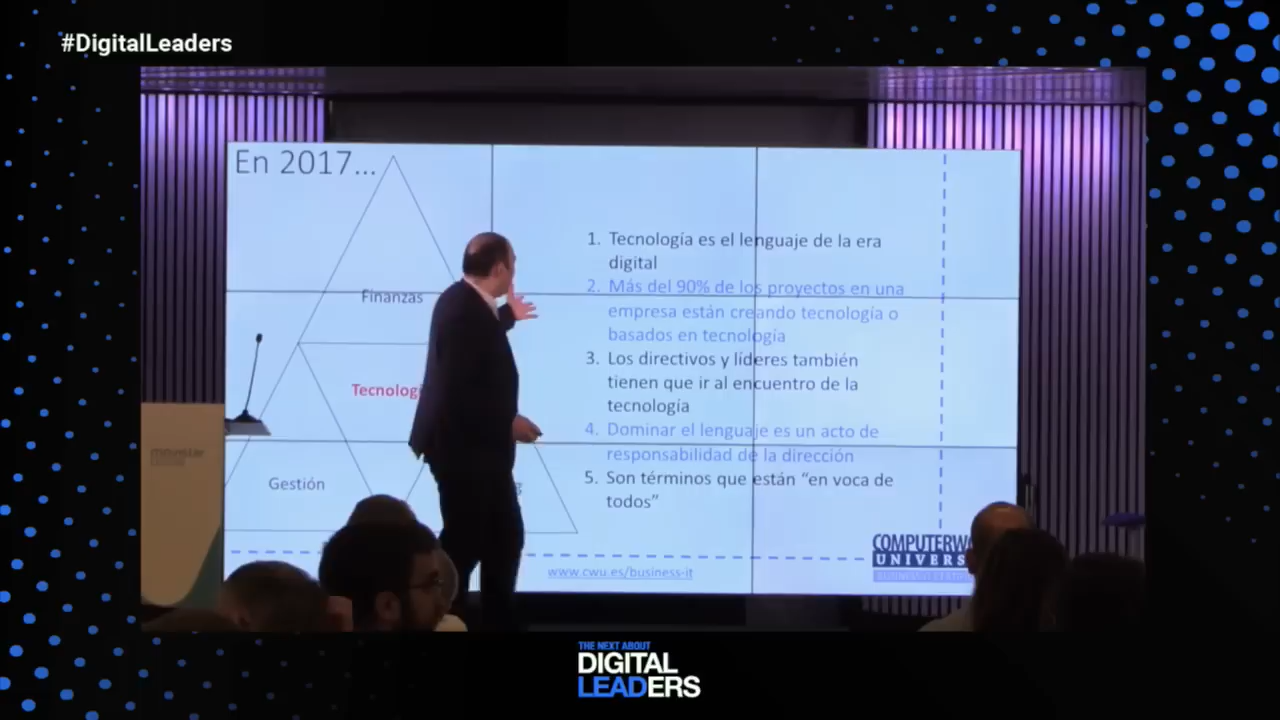 #DigitalLeaders
En 2017...
Finanzas
Tecnologí
Gestión
1. Tecnología es el lenguaje de la era
digital
2. Más del 90% de los proyectos en una
empresa están creando tecnología o
basados en tecnología
3. Los directivos y líderes también
tienen que ir al encuentro de la
tecnología
4. Dominar el lenguaje es un acto de
responsabilidad de la dirección
5. Son términos que están “en voca de
todos”
www.cwu.es/business-it
COMPUTERW
UNIVERS
movistar
THE NEXT ABOUT
DIGITAL
LEADERS